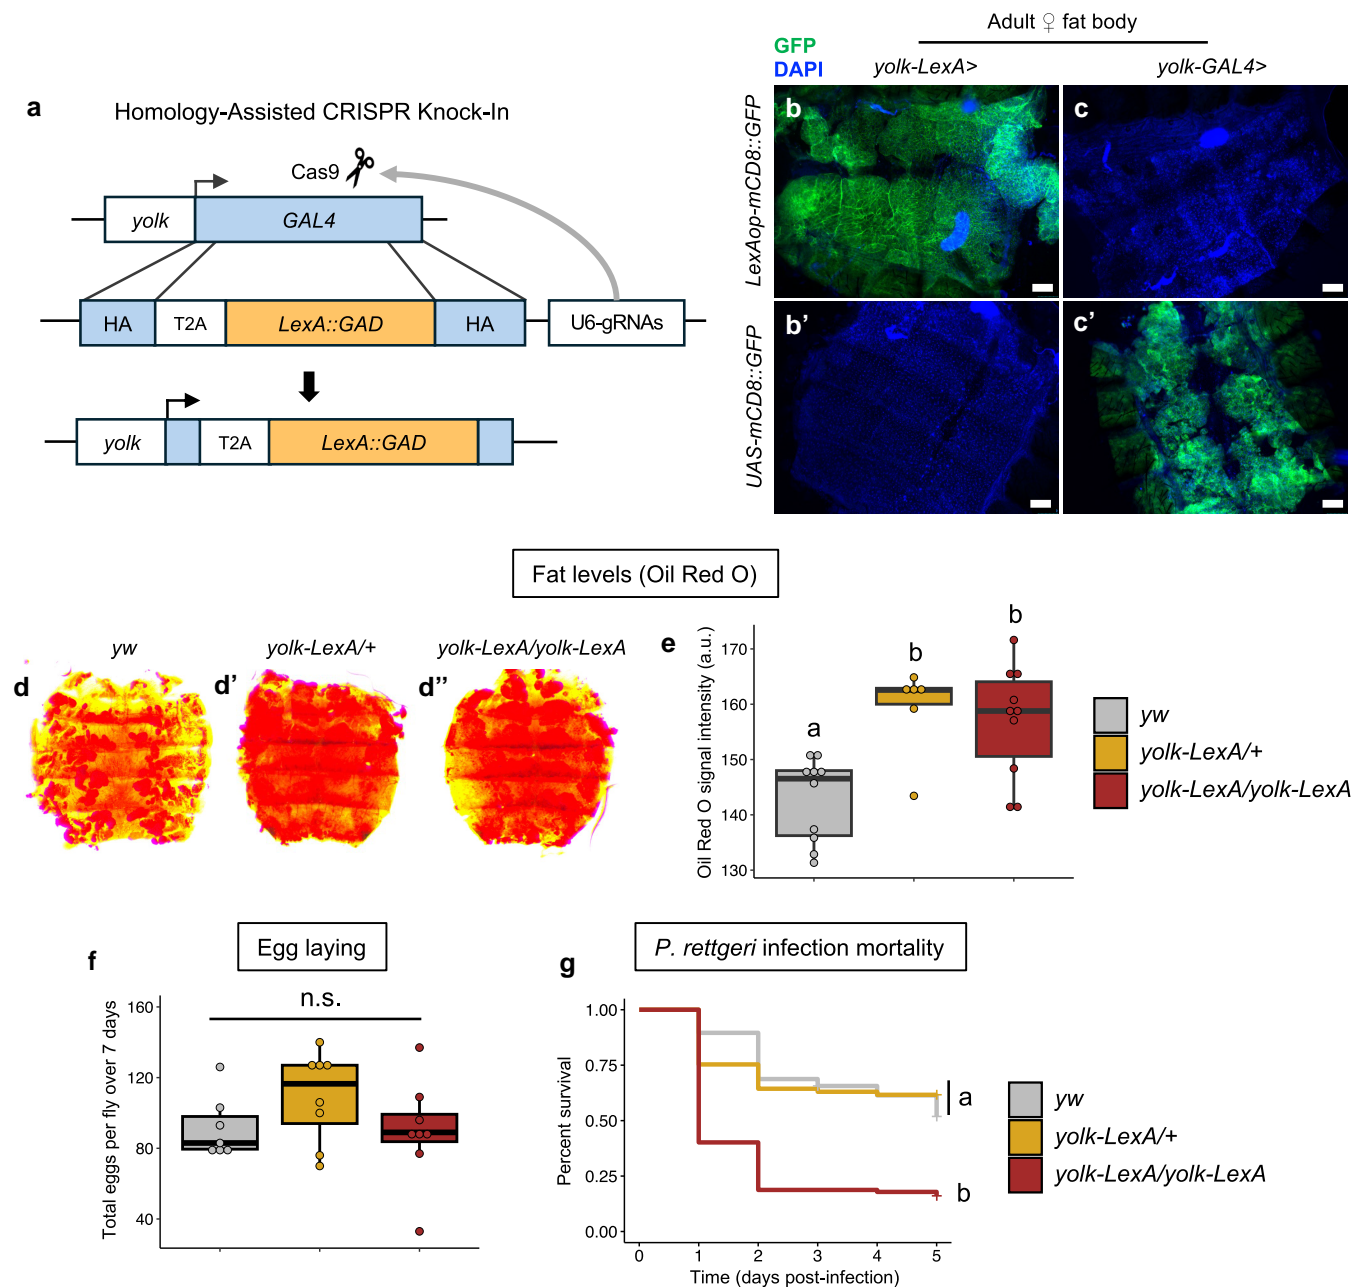 a
Homology-Assisted CRISPR Knock-In
Cas9
yolk
GAL4
HA
T2A
LexA::GAD
HA
U6-gRNAs
yolk
T2A
LexA::GAD
Adult ♀ fat body
GFP
DAPI
yolk-LexA>
yolk-GAL4>
LexAop-mCD8::GFP
UAS-mCD8::GFP
b
c
b'
c'
Fat levels (Oil Red O)
yw
yolk-LexA/+
yolk-LexA/yolk-LexA
d
d'
d''
e
Oil Red O signal intensity (a.u.)
170
160
150
140
130
a
b
b
yw
yolk-LexA/+
yolk-LexA/yolk-LexA
Egg laying
f
n.s.
Total eggs per fly over 7 days
160
120
80
40
P. rettgeri infection mortality
g
Percent survival
1.00
0.75
0.50
0.25
0.00
a
b
0 1 2 3 4 5
Time (days post-infection)
yw
yolk-LexA/+
yolk-LexA/yolk-LexA